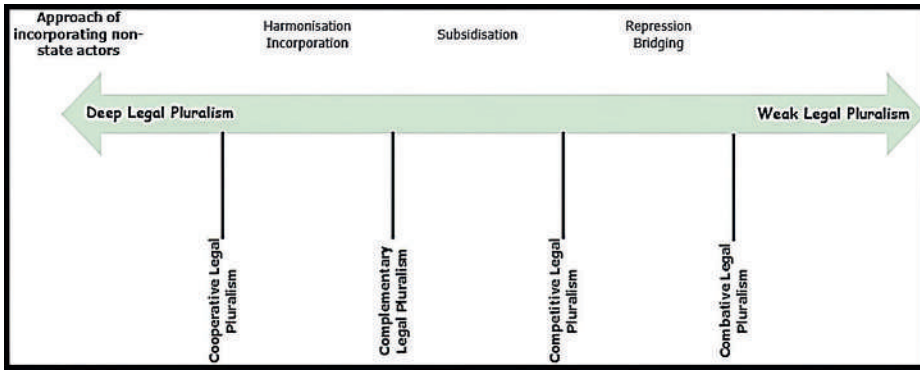 Approach of
incorporating non-
state actors
Harmonisation
Incorporation
Subsidisation
Repression
Bridging
Deep Legal Pluralism
Weak Legal Pluralism
Cooperative Legal
Pluralism
Complementary
Legal Pluralism
Competitive Legal
Pluralism
Combative Legal
Pluralism